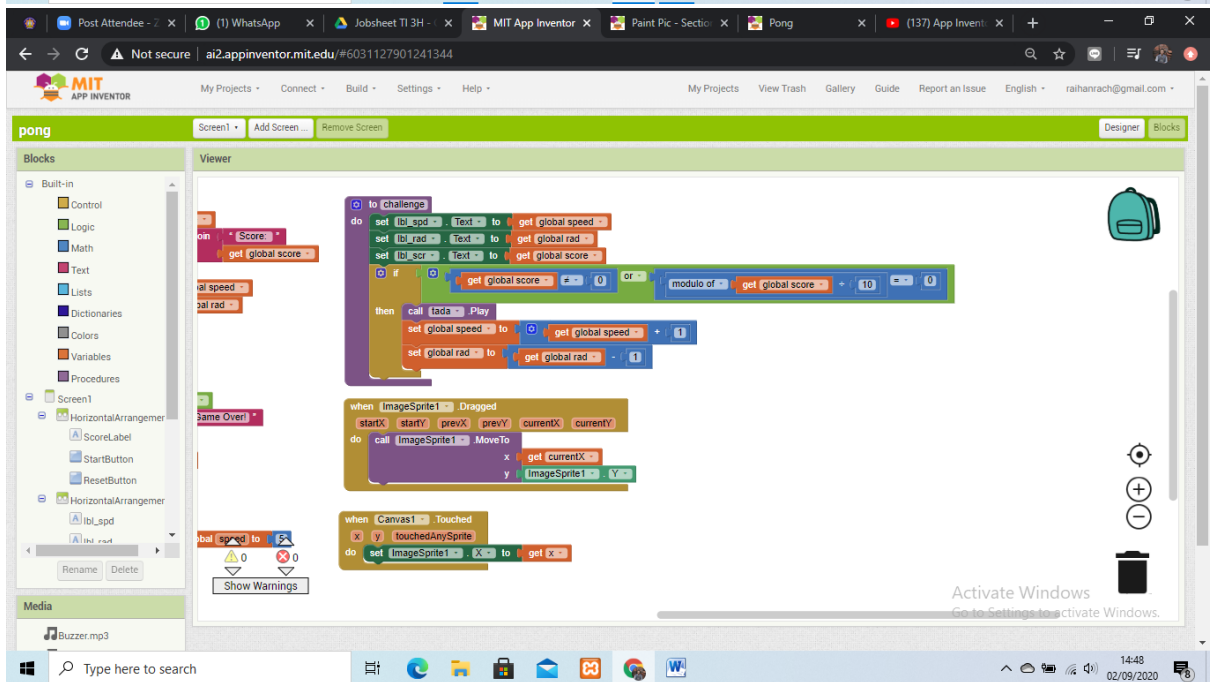 Post Attendee - Z
(1) WhatsApp
Jobsheet TI 3H - (
MIT App Inventor
Paint Pic - Section
Pong
(137) App Invent
Not secure
ai2.appinventor.mit.edu/#6031127901241344
MIT
APP INVENTOR
My Projects
Connect
Build
Settings
Help
My Projects
View Trash
Gallery
Guide
Report an Issue
English
raihanrach@gmail.com
pong
Screen1
Add Screen ...
Remove Screen
Designer
Blocks
Blocks
Viewer
Built-in
Control
Logic
Math
Text
Lists
Dictionaries
Colors
Variables
Procedures
Screen1
HorizontalArrangemer
ScoreLabel
StartButton
ResetButton
HorizontalArrangemer
lbl_spd
lbl_rad
Rename
Delete
Media
Buzzer.mp3
oin " Score: "
get global score
al speed
bal rad
Game Over! "
bal speed to 5
0
0
Show Warnings
to challenge
do set lbl_spd . Text to get global speed
set lbl_rad . Text to get global rad
set lbl_scr . Text to get global score
if get global score ≠ 0 or modulo of get global score ÷ 10 = 0
then call tada .Play
set global speed to get global speed + 1
set global rad to get global rad - 1
when ImageSprite1 .Dragged
startX startY prevX prevY currentX currentY
do call ImageSprite1 .MoveTo
x get currentX
y ImageSprite1 . Y
when Canvas1 .Touched
x y touchedAnySprite
do set ImageSprite1 . X to get x
Activate Windows
Go to Settings to activate Windows.
Type here to search
14:48
02/09/2020
8